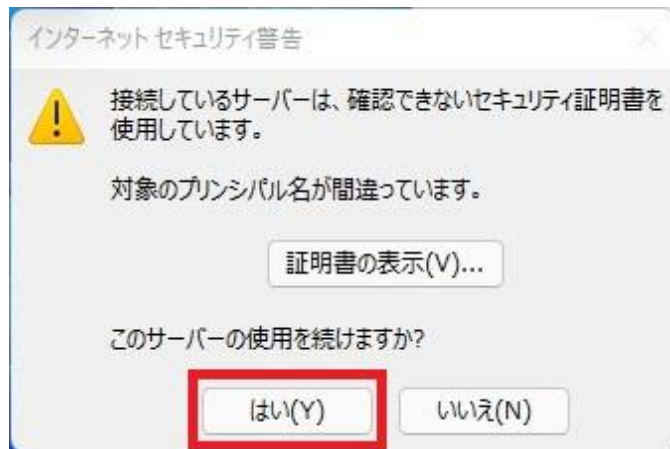 インターネット セキュリティ警告
接続しているサーバーは、確認できないセキュリティ証明書を
使用しています。
対象のプリンシパル名が間違っています。
証明書の表示(V)...
このサーバーの使用を続けますか?
はい(Y)
いいえ(N)